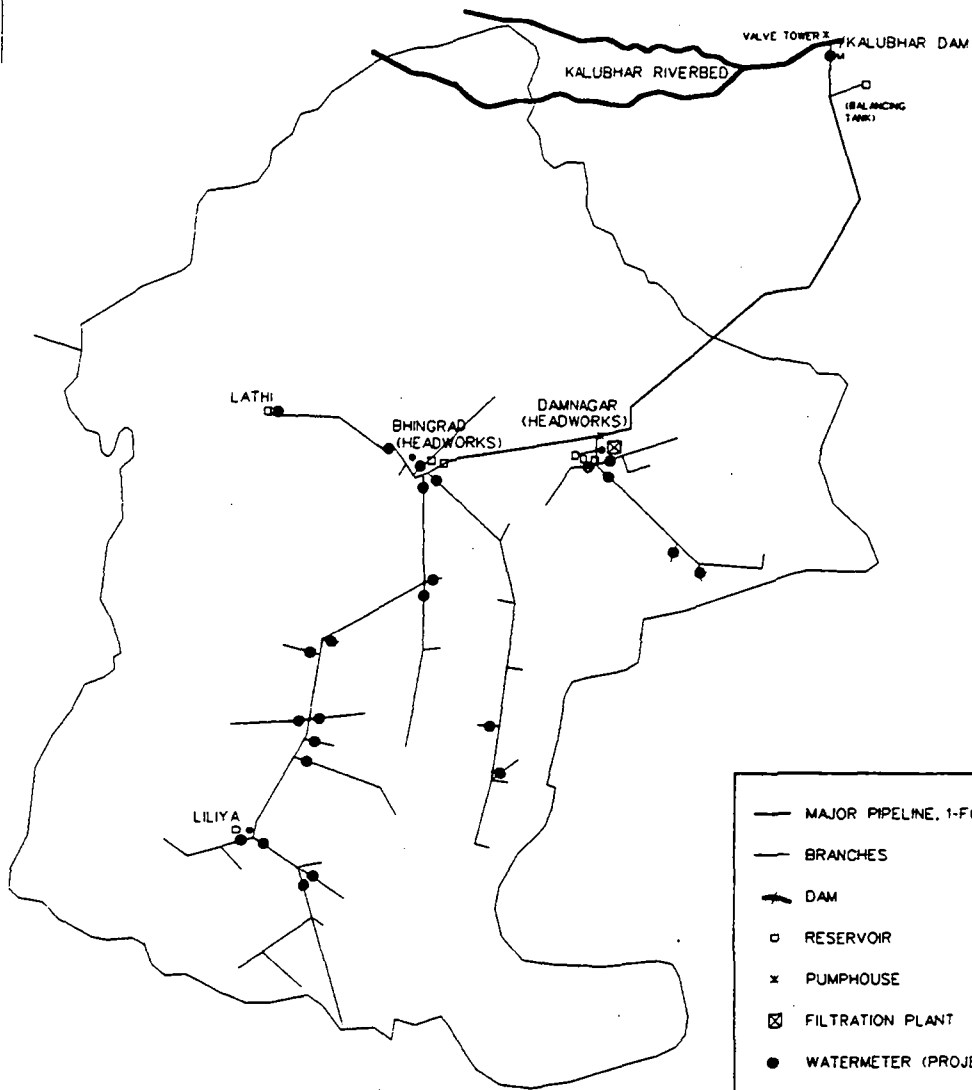 VALVE TOWER
KALUBHAR DAM
M
KALUBHAR RIVERBED
(BALANCING
TANK)
LATHI
BHINGRAD
(HEADWORKS)
DAMNAGAR
(HEADWORKS)
LILIYA
MAJOR PIPELINE, 1-F
BRANCHES
DAM
RESERVOIR
PUMPHOUSE
FILTRATION PLANT
WATERMETER (PROJE